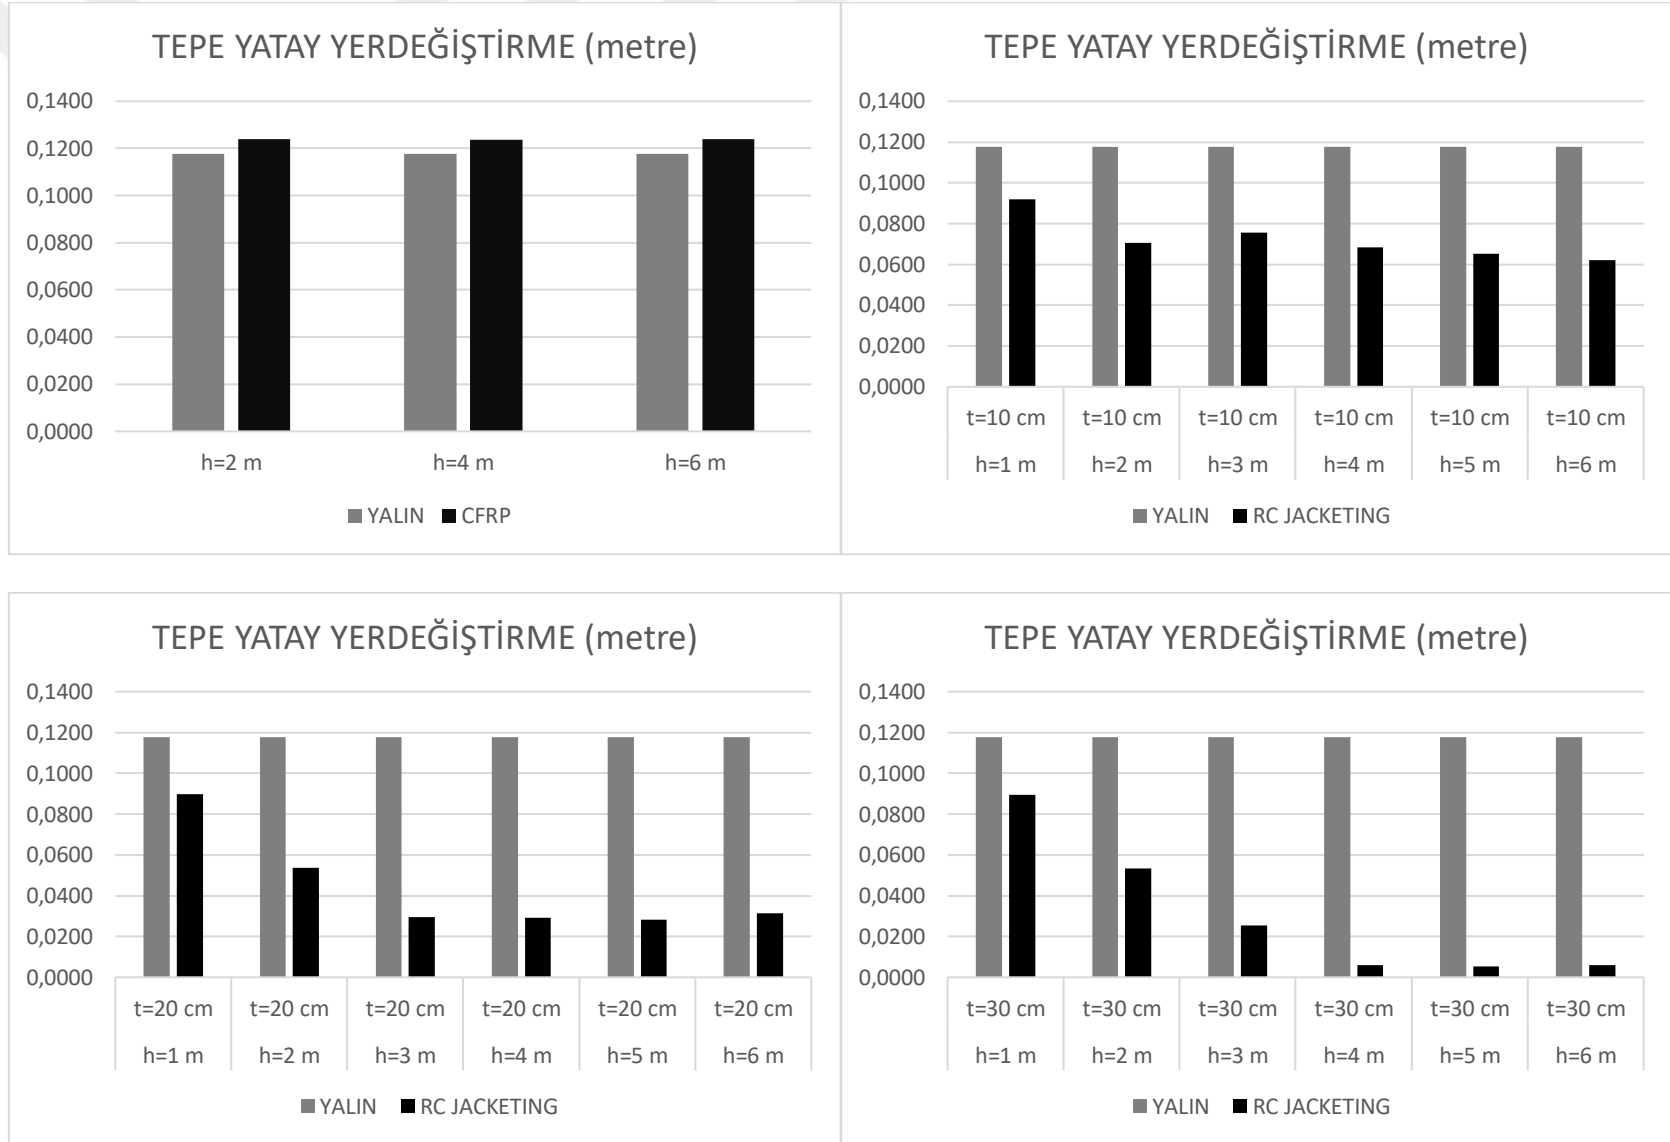 TEPE YATAY YERDEĞİŞTİRME (metre)
0,1400
0,1200
0,1000
0,0800
0,0600
0,0400
0,0200
0,0000
h=2 m h=4 m h=6 m
YALIN CFRP
TEPE YATAY YERDEĞİŞTİRME (metre)
0,1400
0,1200
0,1000
0,0800
0,0600
0,0400
0,0200
0,0000
t=10 cm t=10 cm t=10 cm t=10 cm t=10 cm t=10 cm
h=1 m h=2 m h=3 m h=4 m h=5 m h=6 m
YALIN RC JACKETING
TEPE YATAY YERDEĞİŞTİRME (metre)
0,1400
0,1200
0,1000
0,0800
0,0600
0,0400
0,0200
0,0000
t=20 cm t=20 cm t=20 cm t=20 cm t=20 cm t=20 cm
h=1 m h=2 m h=3 m h=4 m h=5 m h=6 m
YALIN RC JACKETING
TEPE YATAY YERDEĞİŞTİRME (metre)
0,1400
0,1200
0,1000
0,0800
0,0600
0,0400
0,0200
0,0000
t=30 cm t=30 cm t=30 cm t=30 cm t=30 cm t=30 cm
h=1 m h=2 m h=3 m h=4 m h=5 m h=6 m
YALIN RC JACKETING